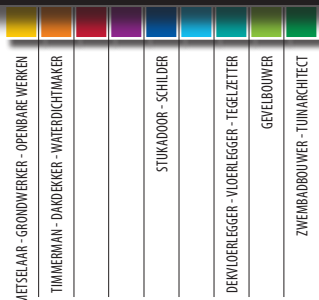 METSELAAR - GRONDWERKER - OPENBARE WERKEN
TIMMERMAN - DAKDEKKER - WATERDICHTMAKER
STUKADOOR - SCHILDER
DEKVLOERLEGGER - VLOERLEGGER - TEGELZETTER
GEVELBOUWER
ZWEMBADBOUWER - TUINARCHITECT